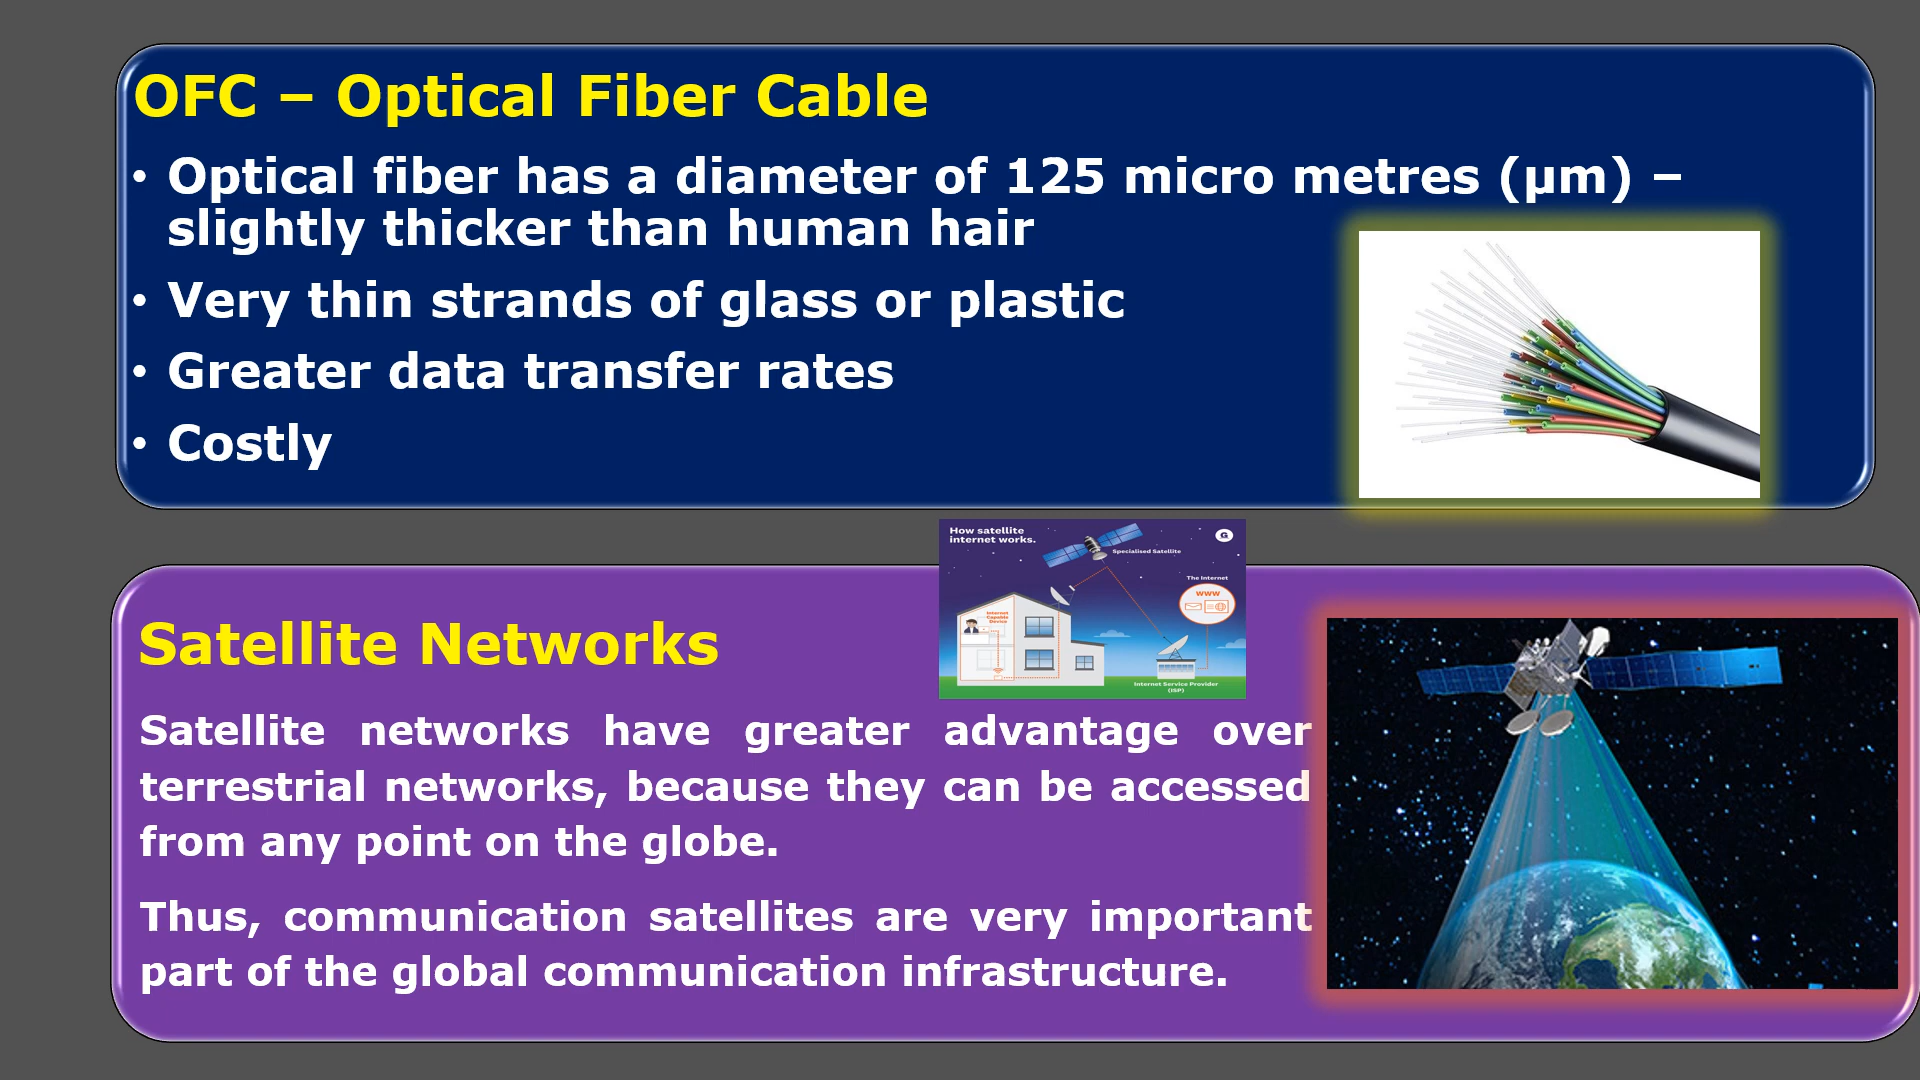 OFC – Optical Fiber Cable
• Optical fiber has a diameter of 125 micro metres (µm) –
slightly thicker than human hair
• Very thin strands of glass or plastic
• Greater data transfer rates
• Costly
How satellite
internet works.
G
Specialised Satellite
The Internet
www
Internet
Capable
Device
Internet Service Provider
(ISP)
Satellite Networks
Satellite networks have greater advantage over
terrestrial networks, because they can be accessed
from any point on the globe.
Thus, communication satellites are very important
part of the global communication infrastructure.